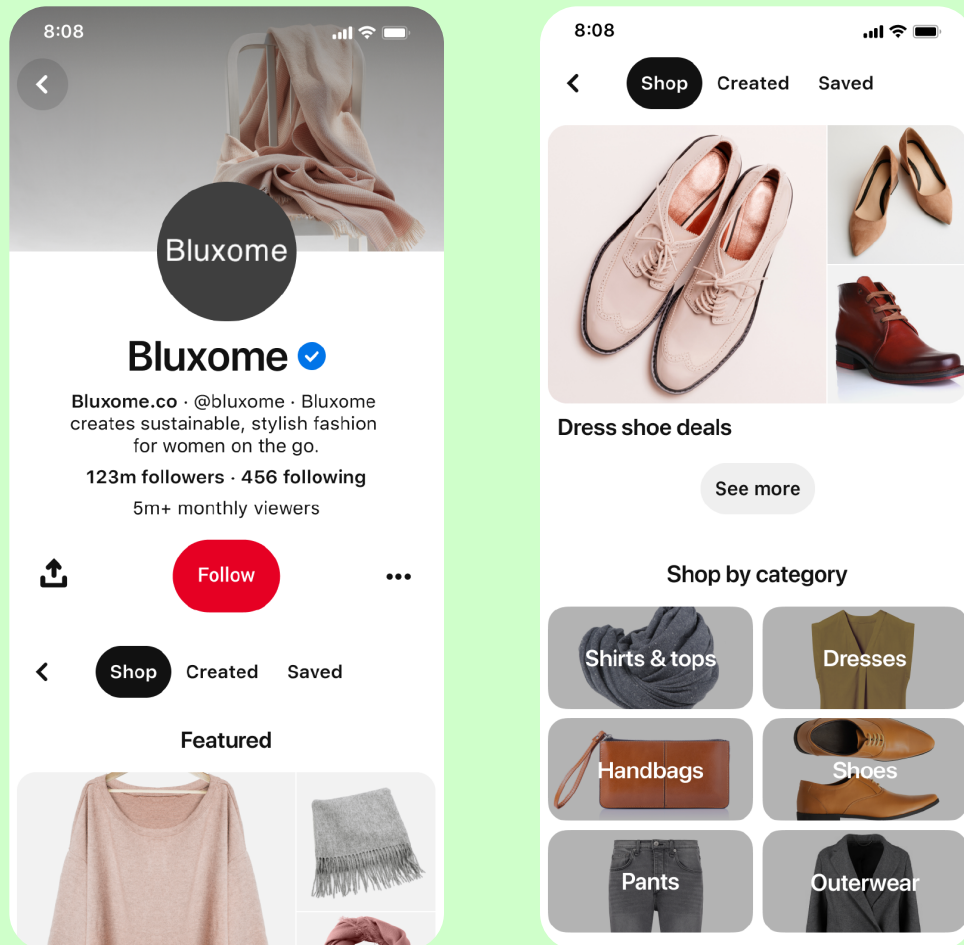 8:08
Bluxome
Bluxome
Bluxome.co · @bluxome · Bluxome
creates sustainable, stylish fashion
for women on the go.
123m followers · 456 following
5m+ monthly viewers
Follow
Shop Created Saved
Featured
8:08
Shop Created Saved
Dress shoe deals
See more
Shop by category
Shirts & tops
Dresses
Handbags
Shoes
Pants
Outerwear